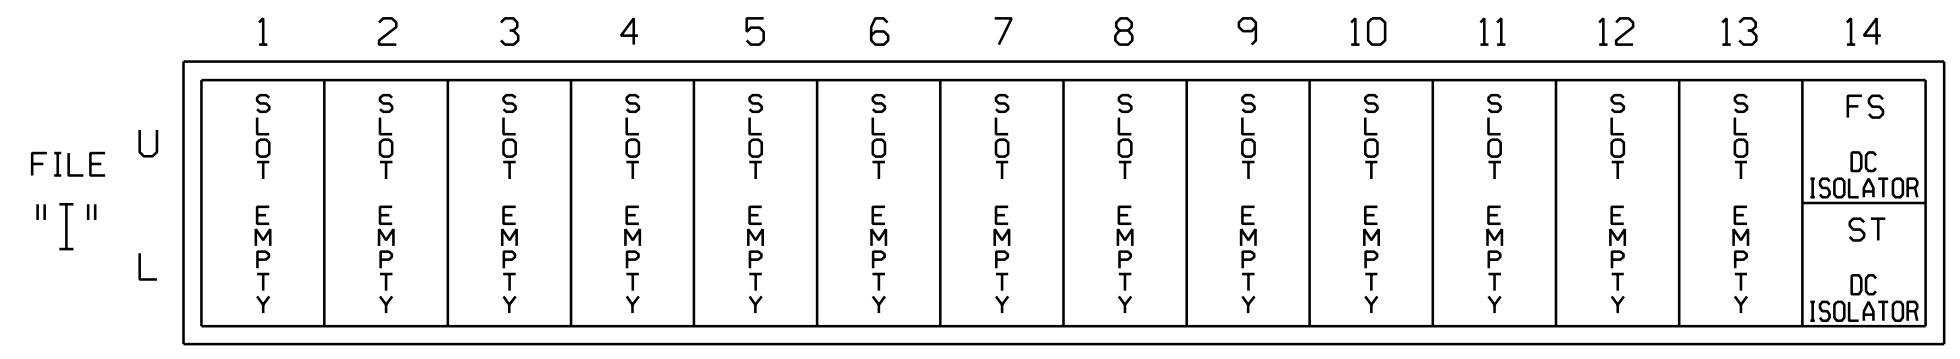 1 2 3 4 5 6 7 8 9 10 11 12 13 14
FILE "I"
U
L
SLOT EMPTY
SLOT EMPTY
SLOT EMPTY
SLOT EMPTY
SLOT EMPTY
SLOT EMPTY
SLOT EMPTY
SLOT EMPTY
SLOT EMPTY
SLOT EMPTY
SLOT EMPTY
SLOT EMPTY
SLOT EMPTY
FS
DC
ISOLATOR
ST
DC
ISOLATOR